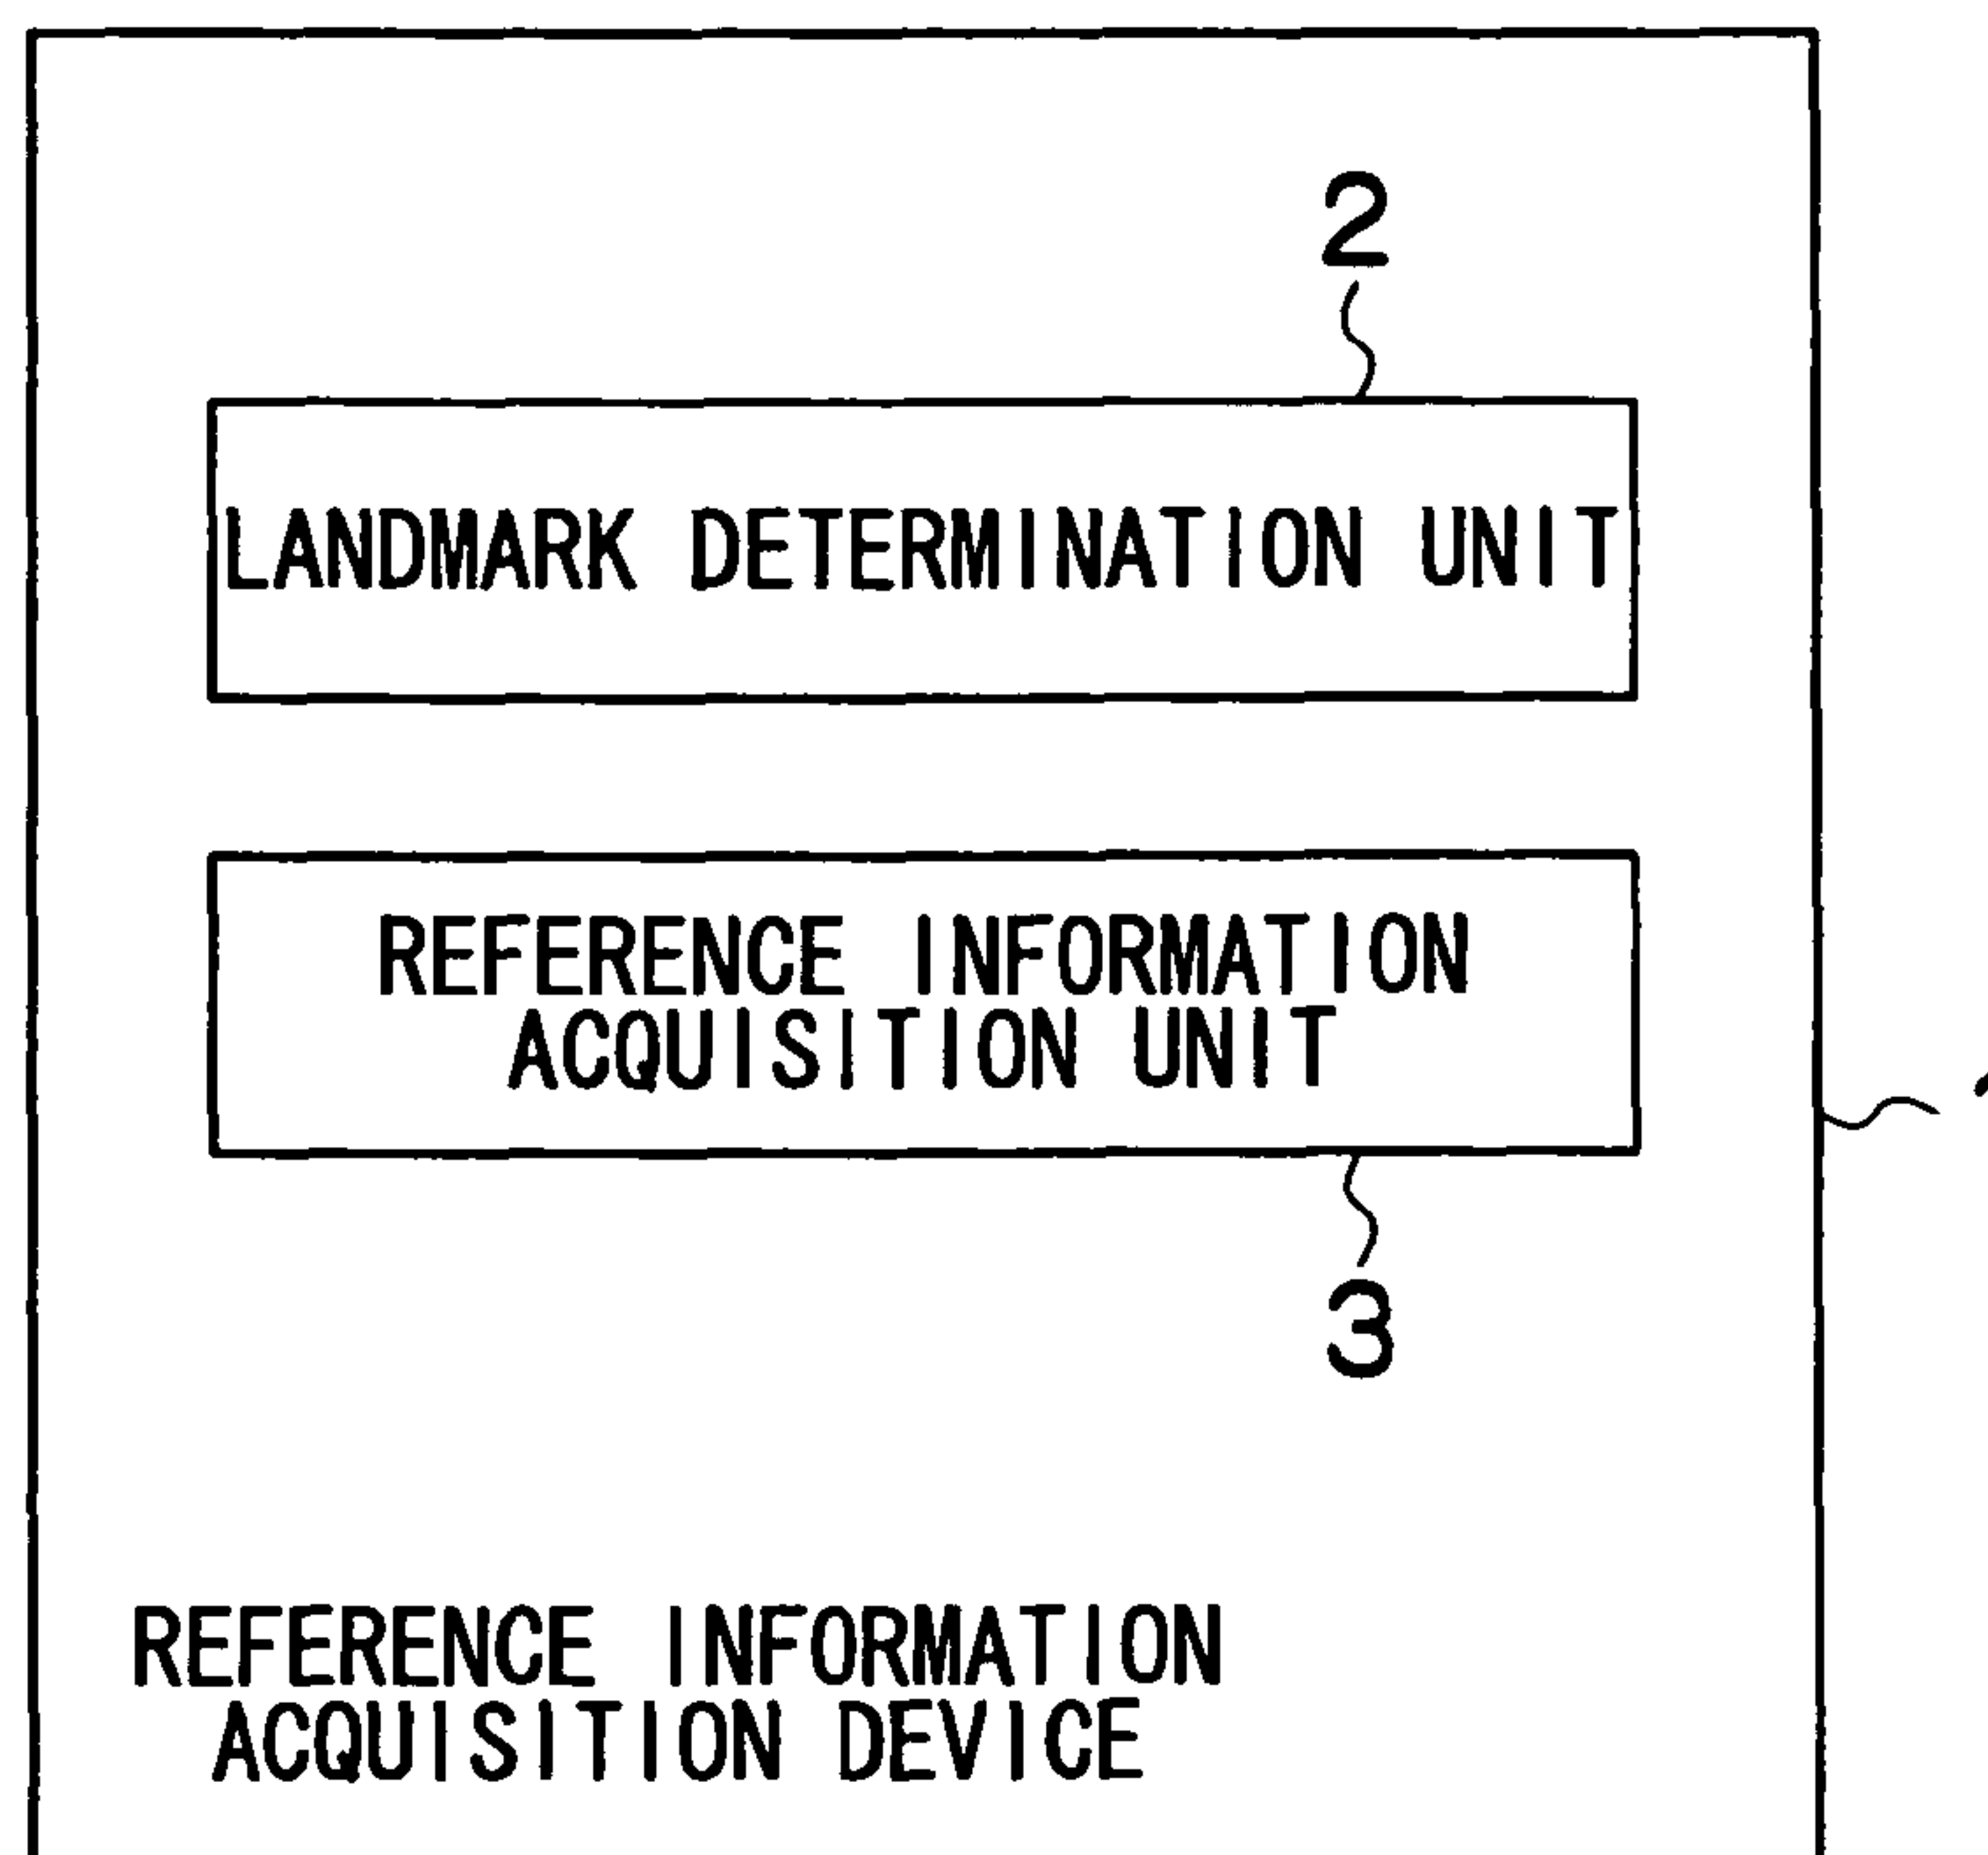 2
LANDMARK DETERMINATION UNIT
REFERENCE INFORMATION
ACQUISITION UNIT
3
REFERENCE INFORMATION
ACQUISITION DEVICE